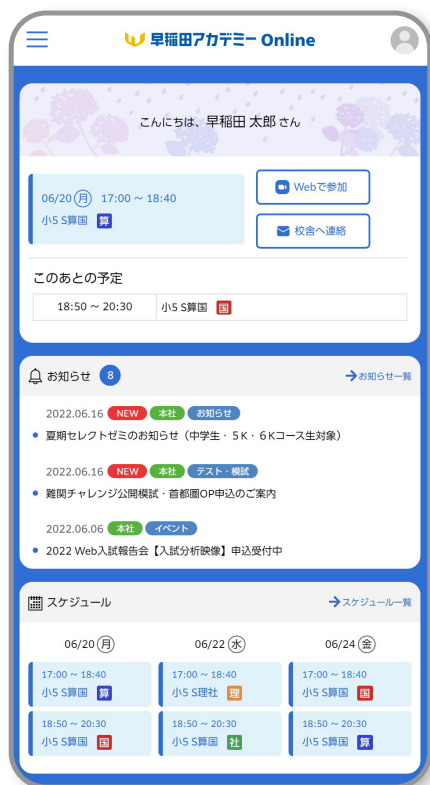 早稲田アカデミー Online
こんにちは、早稲田 太郎 さん
06/20 月 17:00 ~ 18:40
小5 S算国 算
Webで参加
校舎へ連絡
このあとの予定
18:50 ~ 20:30 小5 S算国 国
お知らせ 8 →お知らせ一覧
2022.06.16 NEW 本社 お知らせ
• 夏期セレクトゼミのお知らせ（中学生・5K・6Kコース生対象）
2022.06.16 NEW 本社 テスト・模試
• 難関チャレンジ公開模試・首都圏OP申込のご案内
2022.06.06 本社 イベント
• 2022 Web入試報告会【入試分析映像】申込受付中
スケジュール →スケジュール一覧
06/20 月 06/22 水 06/24 金
17:00 ~ 18:40 17:00 ~ 18:40 17:00 ~ 18:40
小5 S算国 算 小5 S理社 理 小5 S算国 国
18:50 ~ 20:30 18:50 ~ 20:30 18:50 ~ 20:30
小5 S算国 国 小5 S算国 社 小5 S算国 算